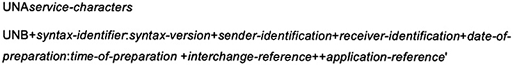 UNAservice-characters
UNB+syntax-identifier:syntax-version+sender-identification+receiver-identification+date-of-
preparation:time-of-preparation +interchange-reference++application-reference'